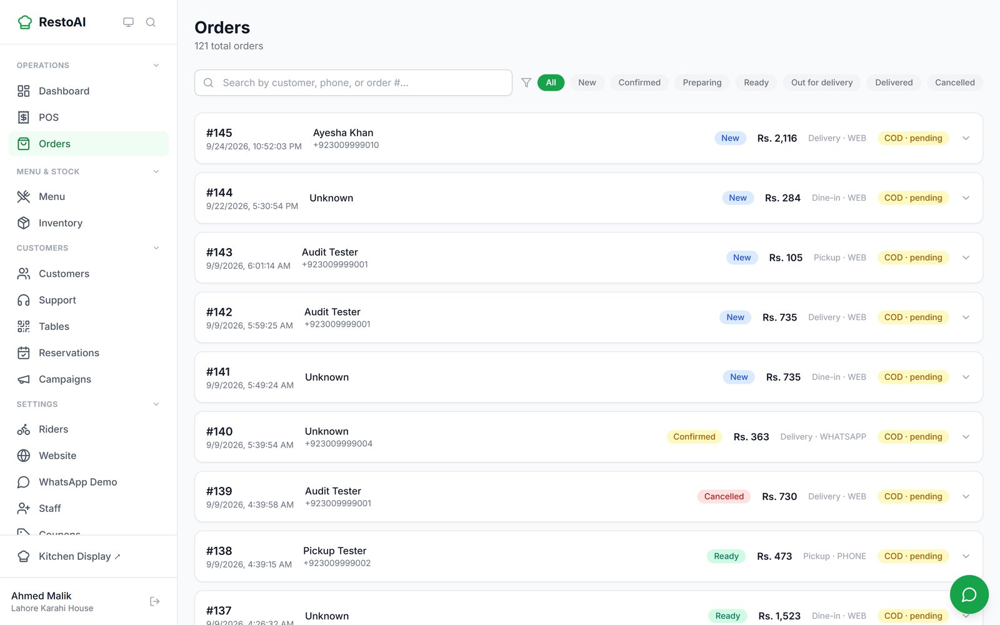 RestoAI
OPERATIONS
Dashboard
POS
Orders
MENU & STOCK
Menu
Inventory
CUSTOMERS
Customers
Support
Tables
Reservations
Campaigns
SETTINGS
Riders
Website
WhatsApp Demo
Staff
Coupons
Kitchen Display ↗
Ahmed Malik
Lahore Karahi House
Orders
121 total orders
Search by customer, phone, or order #...
All New Confirmed Preparing Ready Out for delivery Delivered Cancelled
#145
9/24/2026, 10:52:03 PM
Ayesha Khan
+923009999010
New Rs. 2,116 Delivery · WEB COD · pending
#144
9/22/2026, 5:30:54 PM
Unknown
New Rs. 284 Dine-in · WEB COD · pending
#143
9/9/2026, 6:01:14 AM
Audit Tester
+923009999001
New Rs. 105 Pickup · WEB COD · pending
#142
9/9/2026, 5:59:25 AM
Audit Tester
+923009999001
New Rs. 735 Delivery · WEB COD · pending
#141
9/9/2026, 5:49:24 AM
Unknown
New Rs. 735 Dine-in · WEB COD · pending
#140
9/9/2026, 5:39:54 AM
Unknown
+923009999004
Confirmed Rs. 363 Delivery · WHATSAPP COD · pending
#139
9/9/2026, 4:39:58 AM
Audit Tester
+923009999001
Cancelled Rs. 730 Delivery · WEB COD · pending
#138
9/9/2026, 4:39:15 AM
Pickup Tester
+923009999002
Ready Rs. 473 Pickup · PHONE COD · pending
#137
9/9/2026, 4:26:32 AM
Unknown
Ready Rs. 1,523 Dine-in · WEB COD · pending